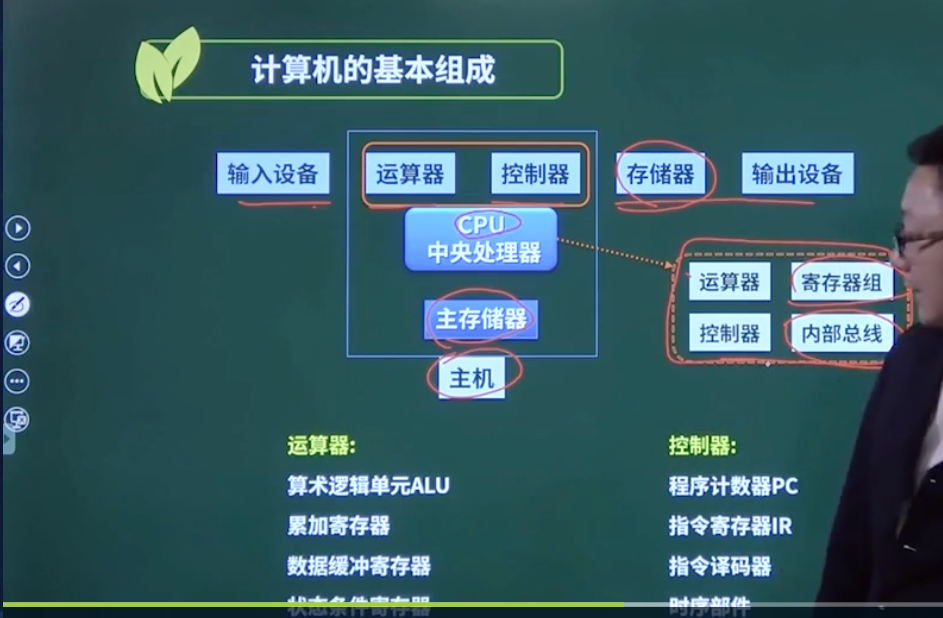 计算机的基本组成
输入设备 运算器 控制器 存储器 输出设备
CPU
中央处理器
运算器 寄存器组
主存储器
控制器 内部总线
主机
运算器: 控制器:
算术逻辑单元ALU 程序计数器PC
累加寄存器 指令寄存器IR
数据缓冲寄存器 指令译码器
状态条件寄存器 时序部件